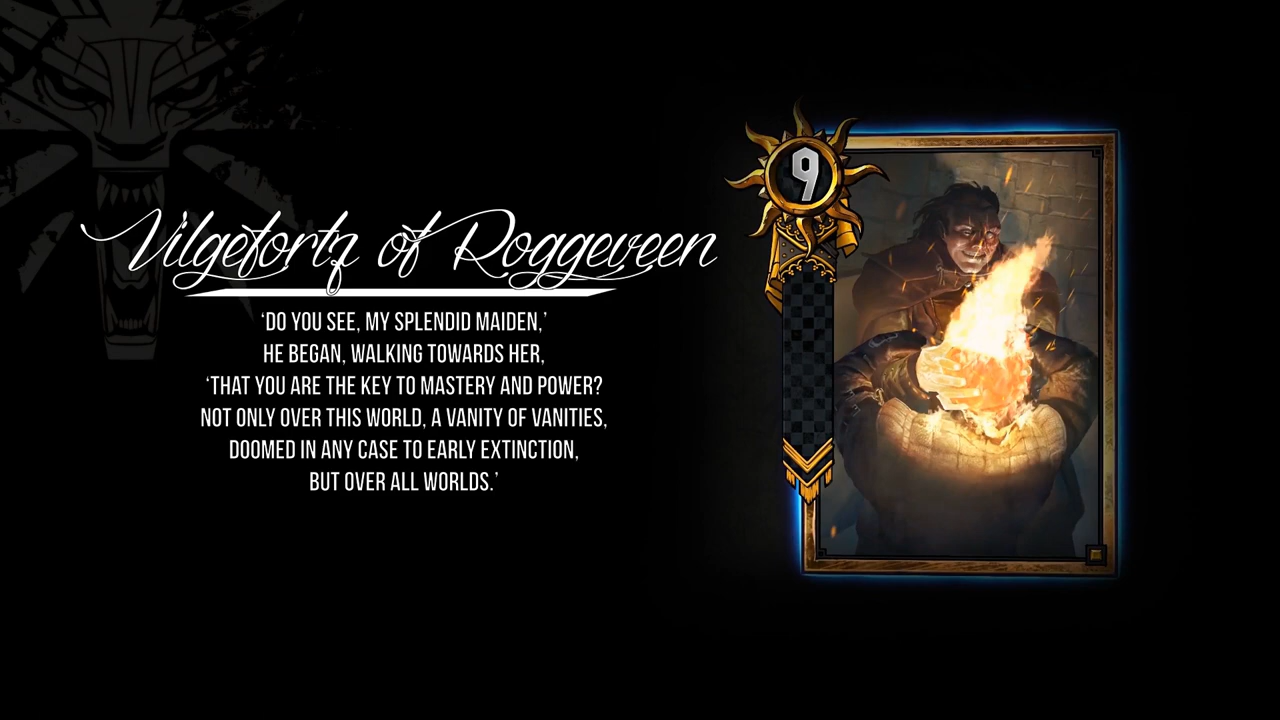 Vilgefortz of Roggeveen
‘DO YOU SEE, MY SPLENDID MAIDEN,’
HE BEGAN, WALKING TOWARDS HER,
‘THAT YOU ARE THE KEY TO MASTERY AND POWER?
NOT ONLY OVER THIS WORLD, A VANITY OF VANITIES,
DOOMED IN ANY CASE TO EARLY EXTINCTION,
BUT OVER ALL WORLDS.’
9